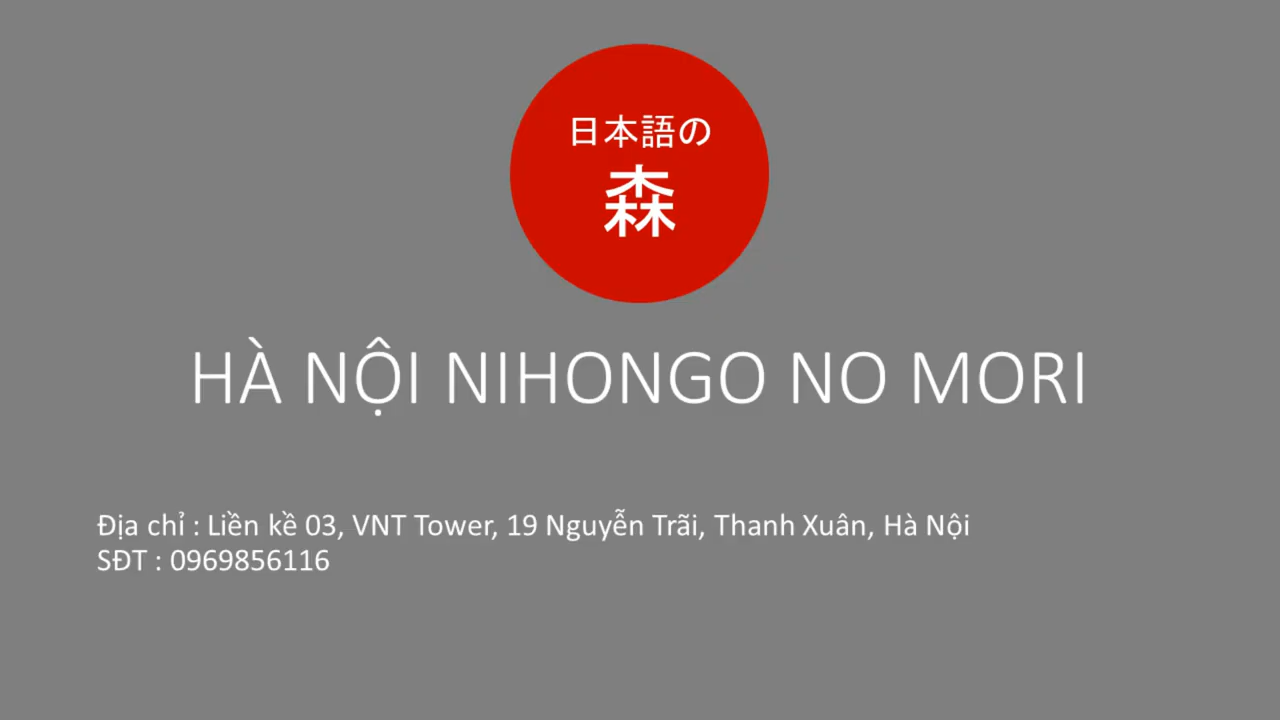 日本語の
森
HÀ NỘI NIHONGO NO MORI
Địa chỉ : Liền kề 03, VNT Tower, 19 Nguyễn Trãi, Thanh Xuân, Hà Nội
SĐT : 0969856116